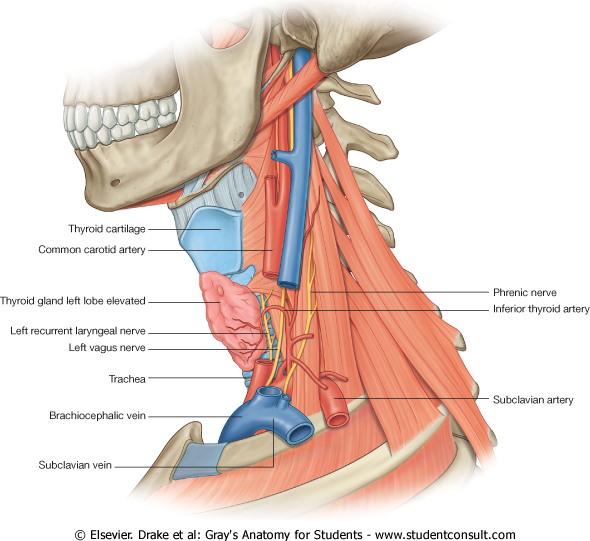 Thyroid cartilage
Common carotid artery
Thyroid gland left lobe elevated
Left recurrent laryngeal nerve
Left vagus nerve
Trachea
Brachiocephalic vein
Subclavian vein
Phrenic nerve
Inferior thyroid artery
Subclavian artery
© Elsevier. Drake et al: Gray's Anatomy for Students - www.studentconsult.com